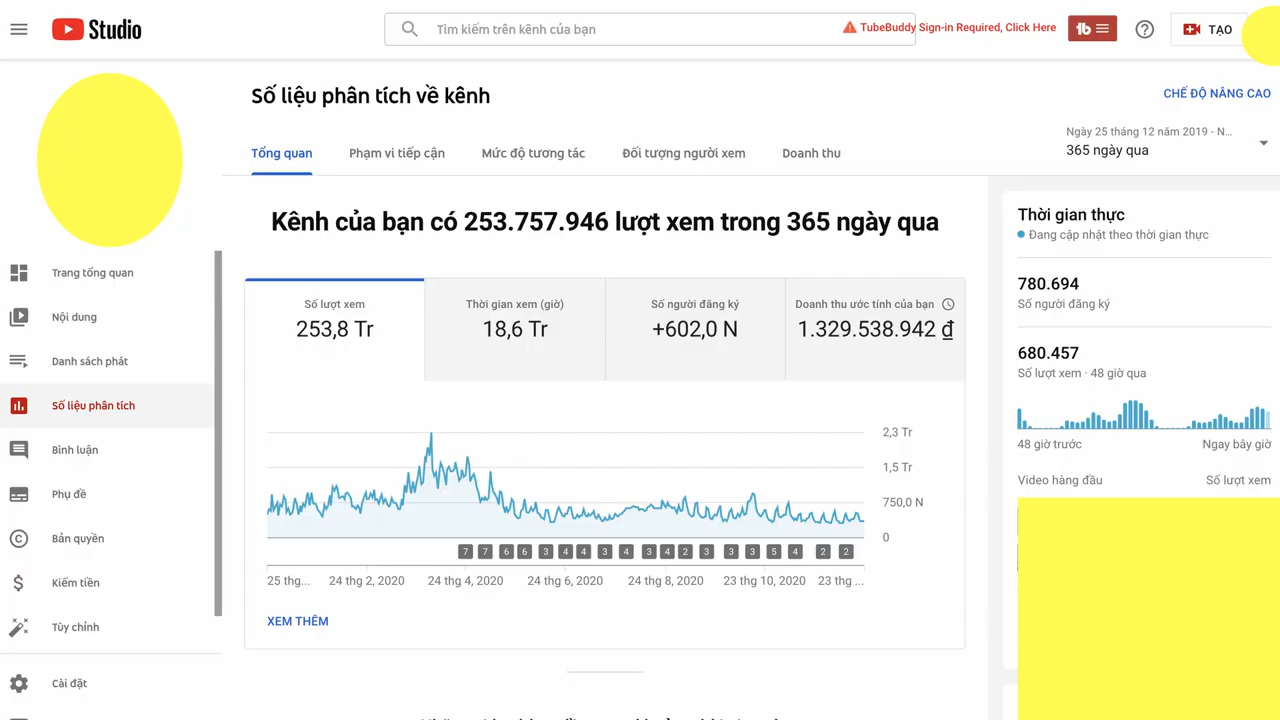 Studio
Tìm kiếm trên kênh của bạn
TubeBuddy Sign-in Required, Click Here
tb
TẠO
Số liệu phân tích về kênh
CHẾ ĐỘ NÂNG CAO
Tổng quan
Phạm vi tiếp cận
Mức độ tương tác
Đối tượng người xem
Doanh thu
Ngày 25 tháng 12 năm 2019 - N...
365 ngày qua
Trang tổng quan
Nội dung
Danh sách phát
Số liệu phân tích
Bình luận
Phụ đề
Bản quyền
Kiếm tiền
Tùy chỉnh
Cài đặt
Kênh của bạn có 253.757.946 lượt xem trong 365 ngày qua
Số lượt xem
253,8 Tr
Thời gian xem (giờ)
18,6 Tr
Số người đăng ký
+602,0 N
Doanh thu ước tính của bạn
1.329.538.942 ₫
2,3 Tr
1,5 Tr
750,0 N
0
7 7 6 6 3 4 4 3 4 3 4 2 3 3 3 5 4 2 2
25 thg... 24 thg 2, 2020 24 thg 4, 2020 24 thg 6, 2020 24 thg 8, 2020 23 thg 10, 2020 23 thg ...
XEM THÊM
Thời gian thực
Đang cập nhật theo thời gian thực
780.694
Số người đăng ký
680.457
Số lượt xem · 48 giờ qua
48 giờ trước
Ngay bây giờ
Video hàng đầu
Số lượt xem